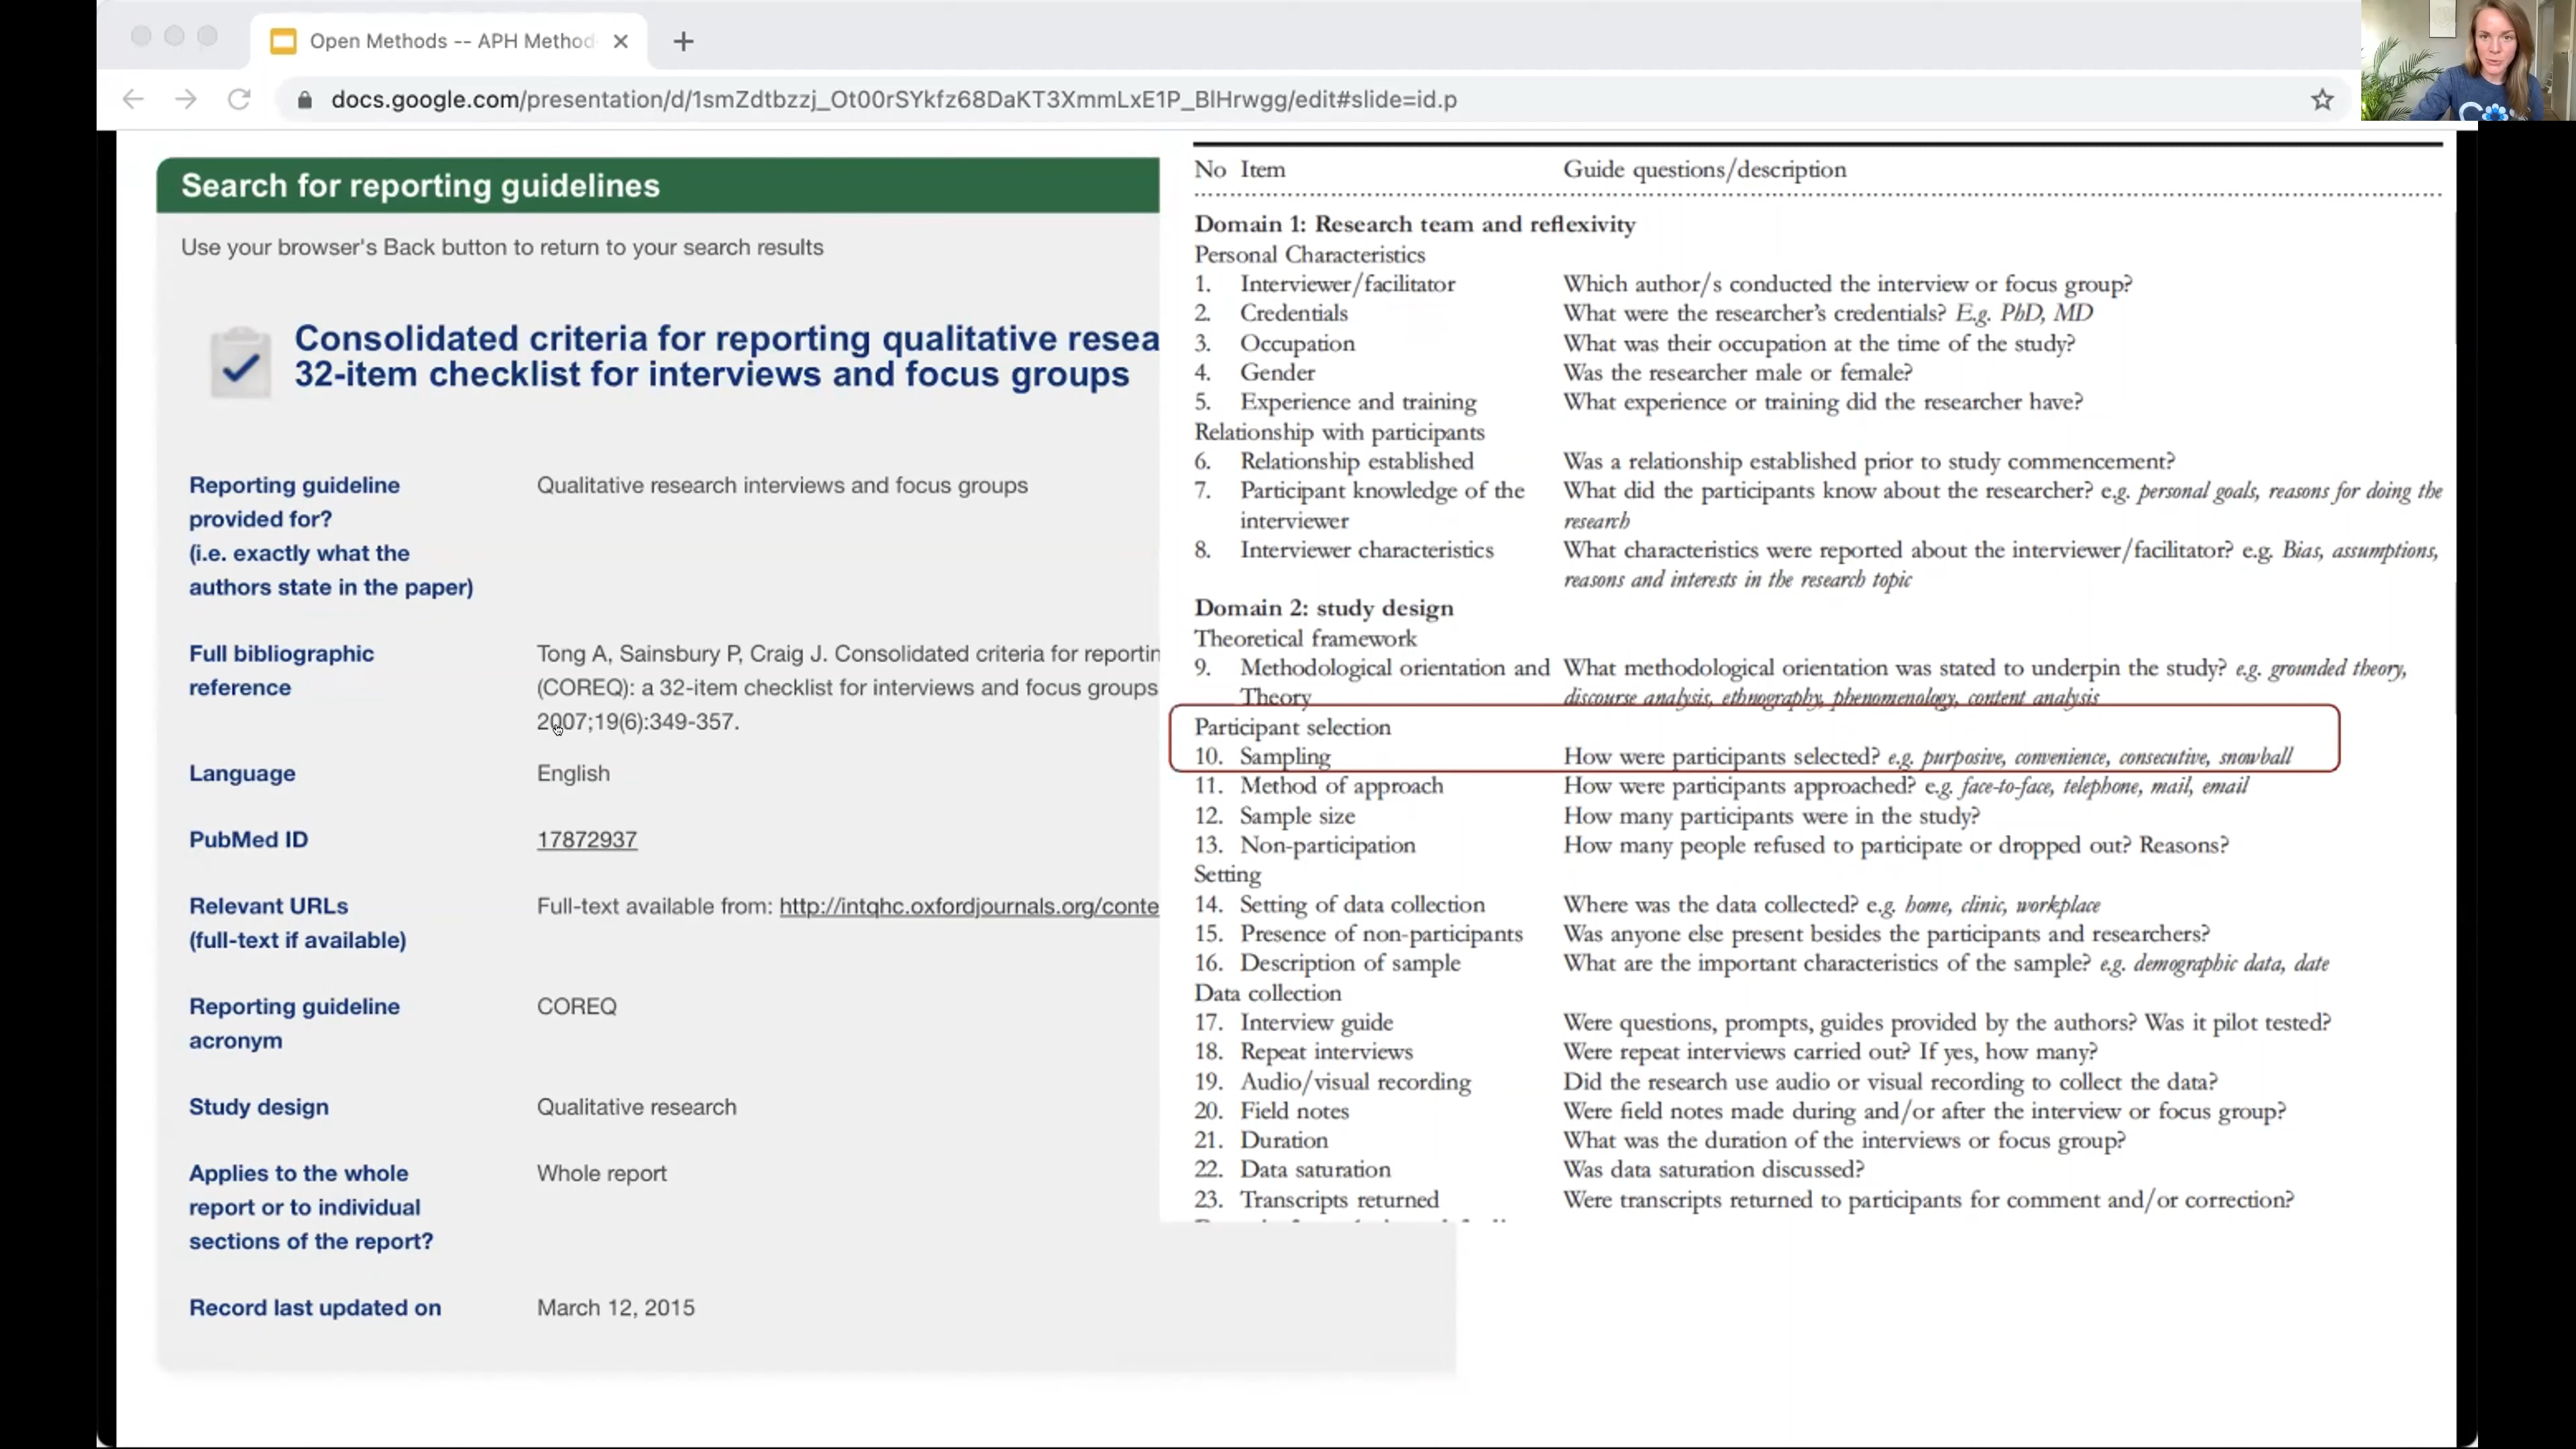 Open Methods -- APH Method
docs.google.com/presentation/d/1smZdtbzzj_Ot00rSYkfz68DaKT3XmmLxE1P_BlHrwgg/edit#slide=id.p
Search for reporting guidelines
Use your browser's Back button to return to your search results
Consolidated criteria for reporting qualitative resea
32-item checklist for interviews and focus groups
Reporting guideline
provided for?
(i.e. exactly what the
authors state in the paper)
Qualitative research interviews and focus groups
Full bibliographic
reference
Tong A, Sainsbury P, Craig J. Consolidated criteria for reportin
(COREQ): a 32-item checklist for interviews and focus groups
2007;19(6):349-357.
Language
English
PubMed ID
17872937
Relevant URLs
(full-text if available)
Full-text available from: http://intqhc.oxfordjournals.org/conte
Reporting guideline
acronym
COREQ
Study design
Qualitative research
Applies to the whole
report or to individual
sections of the report?
Whole report
Record last updated on
March 12, 2015
No Item Guide questions/description
Domain 1: Research team and reflexivity
Personal Characteristics
1. Interviewer/facilitator Which author/s conducted the interview or focus group?
2. Credentials What were the researcher's credentials? E.g. PhD, MD
3. Occupation What was their occupation at the time of the study?
4. Gender Was the researcher male or female?
5. Experience and training What experience or training did the researcher have?
Relationship with participants
6. Relationship established Was a relationship established prior to study commencement?
7. Participant knowledge of the What did the participants know about the researcher? e.g. personal goals, reasons for doing the
interviewer research
8. Interviewer characteristics What characteristics were reported about the interviewer/facilitator? e.g. Bias, assumptions,
reasons and interests in the research topic
Domain 2: study design
Theoretical framework
9. Methodological orientation and What methodological orientation was stated to underpin the study? e.g. grounded theory,
Theory discourse analysis, ethnography, phenomenology, content analysis
Participant selection
10. Sampling How were participants selected? e.g. purposive, convenience, consecutive, snowball
11. Method of approach How were participants approached? e.g. face-to-face, telephone, mail, email
12. Sample size How many participants were in the study?
13. Non-participation How many people refused to participate or dropped out? Reasons?
Setting
14. Setting of data collection Where was the data collected? e.g. home, clinic, workplace
15. Presence of non-participants Was anyone else present besides the participants and researchers?
16. Description of sample What are the important characteristics of the sample? e.g. demographic data, date
Data collection
17. Interview guide Were questions, prompts, guides provided by the authors? Was it pilot tested?
18. Repeat interviews Were repeat interviews carried out? If yes, how many?
19. Audio/visual recording Did the research use audio or visual recording to collect the data?
20. Field notes Were field notes made during and/or after the interview or focus group?
21. Duration What was the duration of the interviews or focus group?
22. Data saturation Was data saturation discussed?
23. Transcripts returned Were transcripts returned to participants for comment and/or correction?